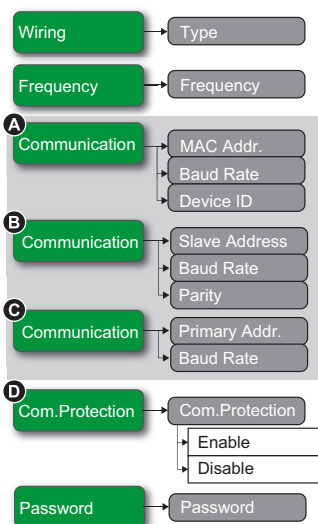 Wiring
Type
Frequency
Frequency
A
Communication
MAC Addr.
Baud Rate
Device ID
B
Communication
Slave Address
Baud Rate
Parity
C
Communication
Primary Addr.
Baud Rate
D
Com.Protection
Com.Protection
Enable
Disable
Password
Password